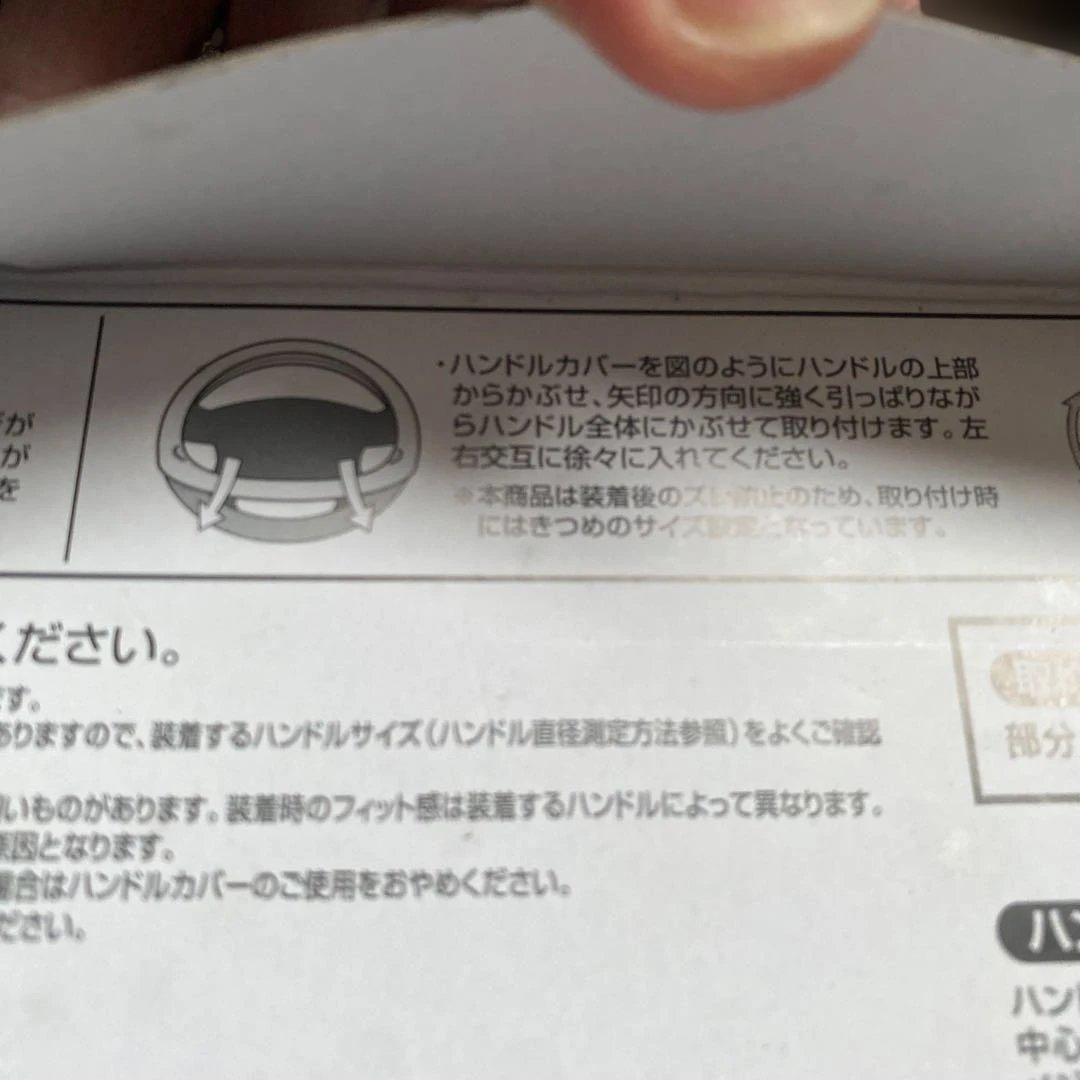 ・ハンドルカバーを図のようにハンドルの上部
からかぶせ、矢印の方向に強く引っぱりなが
らハンドル全体にかぶせて取り付けます。左
右交互に徐々に入れてください。
※本商品は装着後のズレ防止のため、取り付け時
にはきつめのサイズ設定となっています。
が
が
を
ください。
す。
ありますので、装着するハンドルサイズ(ハンドル直径測定方法参照)をよくご確認
いものがあります。装着時のフィット感は装着するハンドルによって異なります。
原因となります。
場合はハンドルカバーのご使用をおやめください。
ださい。
取付
部分
ハン
ハンド
中心